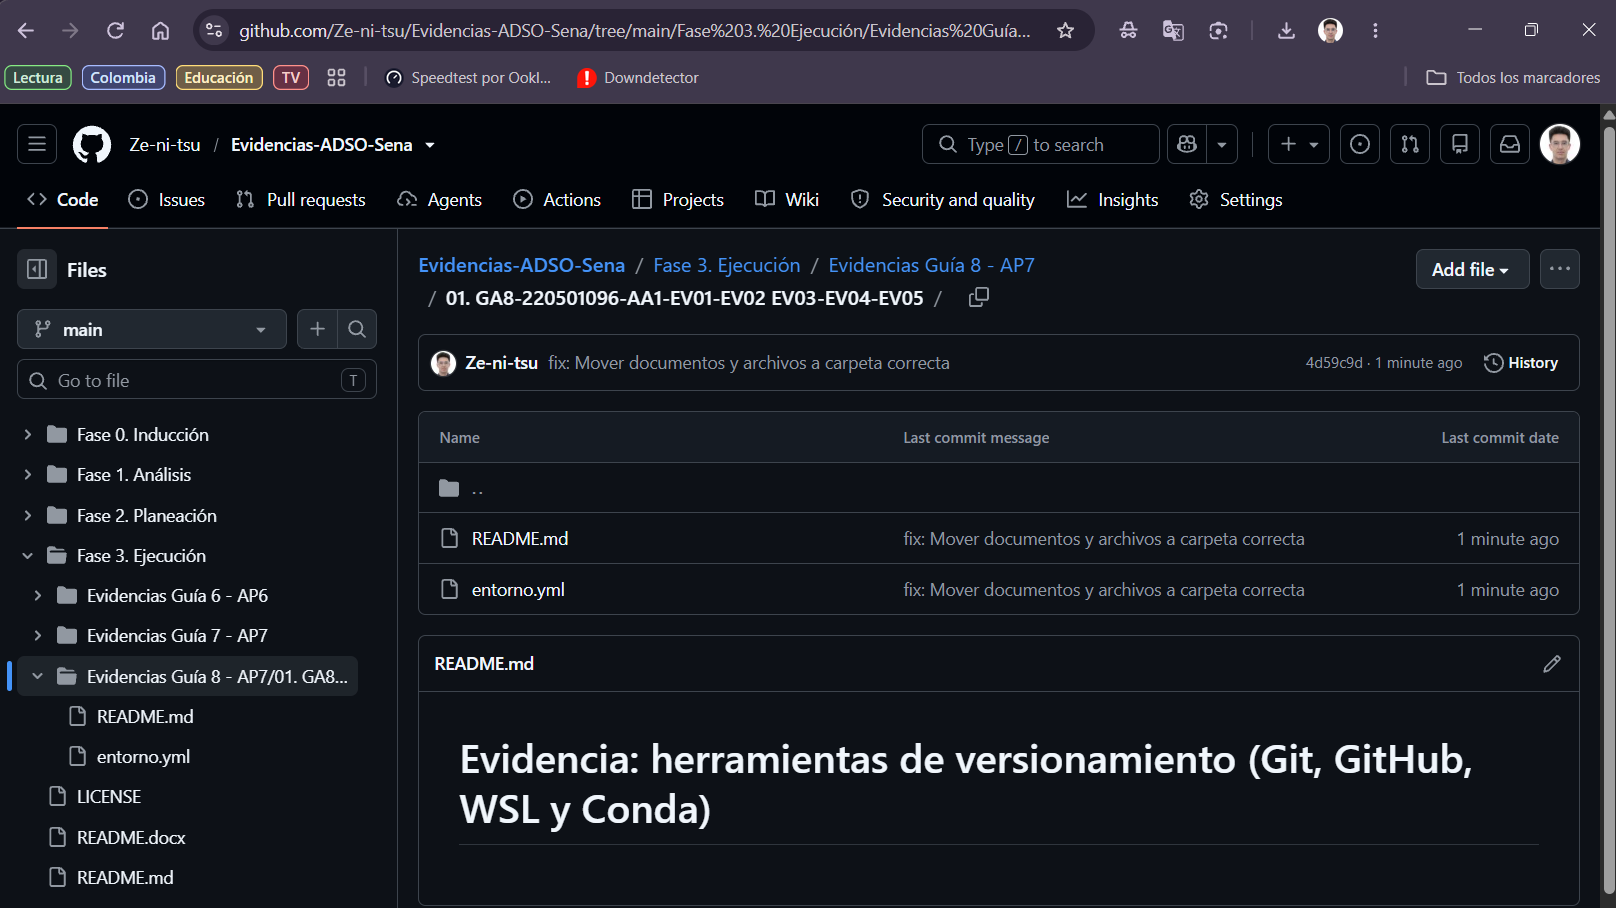 github.com/Ze-ni-tsu/Evidencias-ADSO-Sena/tree/main/Fase%203.%20Ejecución/Evidencias%20Guía...
Lectura
Colombia
Educación
TV
Speedtest por Ookl...
Downdetector
Todos los marcadores
Ze-ni-tsu / Evidencias-ADSO-Sena
Type / to search
Code
Issues
Pull requests
Agents
Actions
Projects
Wiki
Security and quality
Insights
Settings
Files
main
Go to file
T
Fase 0. Inducción
Fase 1. Análisis
Fase 2. Planeación
Fase 3. Ejecución
Evidencias Guía 6 - AP6
Evidencias Guía 7 - AP7
Evidencias Guía 8 - AP7/01. GA8...
README.md
entorno.yml
LICENSE
README.docx
README.md
Evidencias-ADSO-Sena / Fase 3. Ejecución / Evidencias Guía 8 - AP7
/ 01. GA8-220501096-AA1-EV01-EV02 EV03-EV04-EV05 /
Add file
Ze-ni-tsu fix: Mover documentos y archivos a carpeta correcta
4d59c9d · 1 minute ago
History
Name Last commit message Last commit date
..
README.md fix: Mover documentos y archivos a carpeta correcta 1 minute ago
entorno.yml fix: Mover documentos y archivos a carpeta correcta 1 minute ago
README.md
Evidencia: herramientas de versionamiento (Git, GitHub,
WSL y Conda)